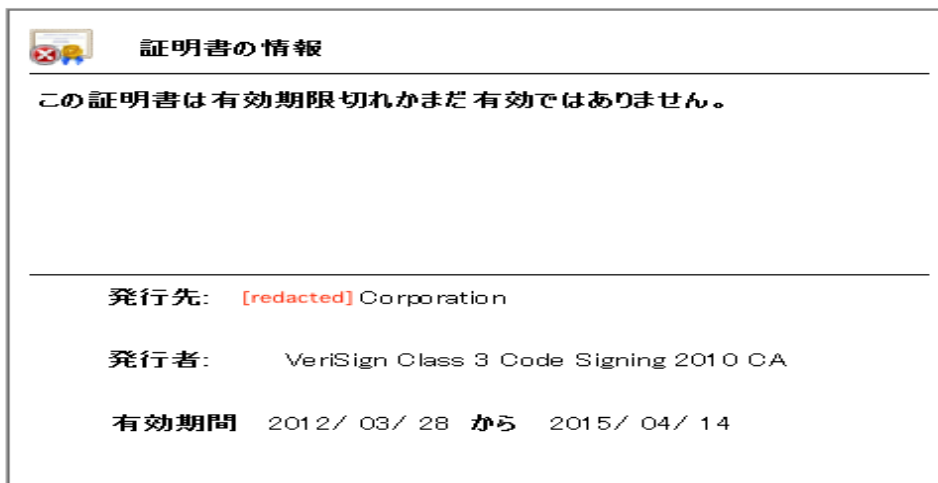 証明書の情報
この証明書は有効期限切れかまだ有効ではありません。
発行先: [redacted] Corporation
発行者: VeriSign Class 3 Code Signing 2010 CA
有効期間 2012/ 03/ 28 から 2015/ 04/ 14